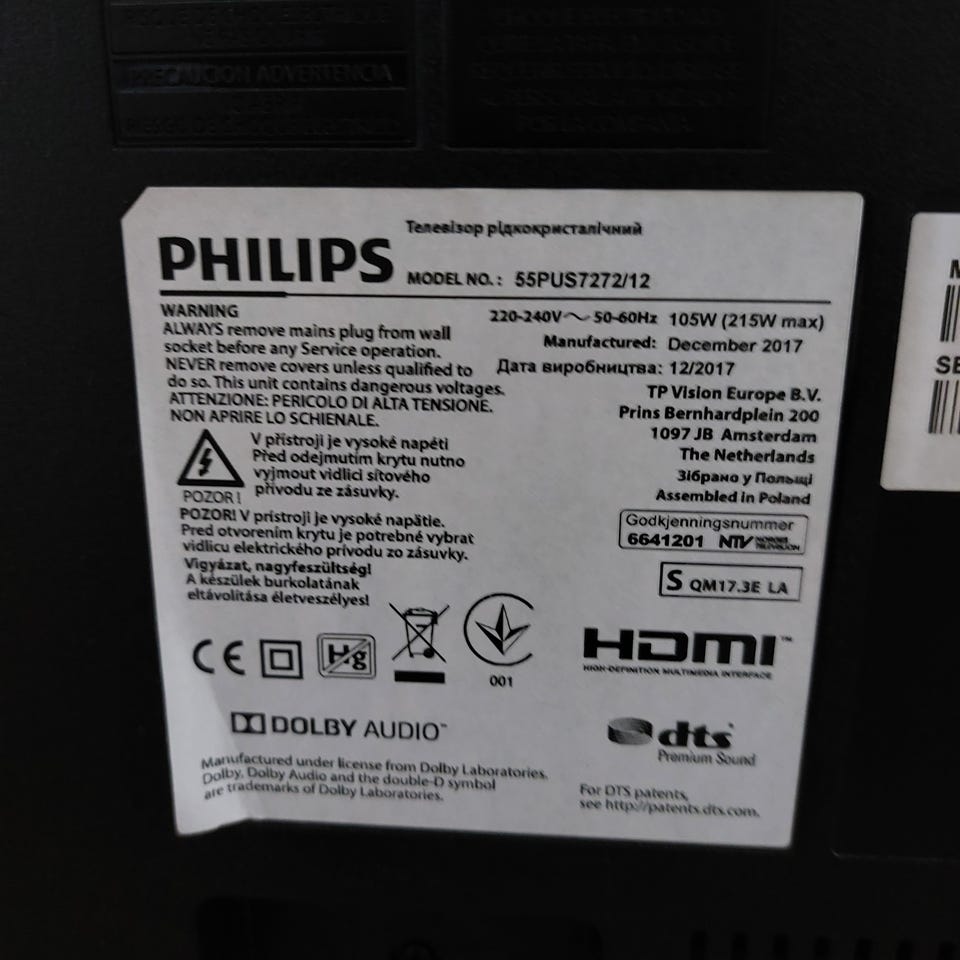 PRECAUCION ADVERTENCIA
Телевізор рідкокристалічний
PHILIPS
MODEL NO. : 55PUS7272/12
WARNING
ALWAYS remove mains plug from wall
socket before any Service operation.
NEVER remove covers unless qualified to
do so. This unit contains dangerous voltages.
ATTENZIONE: PERICOLO DI ALTA TENSIONE.
NON APRIRE LO SCHIENALE.
220-240V～ 50-60Hz 105W (215W max)
Manufactured: December 2017
Дата виробництва: 12/2017
TP Vision Europe B.V.
Prins Bernhardplein 200
1097 JB Amsterdam
The Netherlands
Зібрано у Польщі
Assembled in Poland
V přístroji je vysoké napětí
Před odejmutím krytu nutno
vyjmout vidlici síťového
přívodu ze zásuvky.
POZOR!
POZOR! V prístroji je vysoké napätie.
Pred otvorením krytu je potrebné vybrat
vidlicu elektrického prívodu zo zásuvky.
Vigyázat, nagyfeszültség!
A készülek burkolatának
eltávolítása életveszélyes!
Godkjenningsnummer
6641201 NTV NORGES TELEVISJON
S QM17.3E LA
CE
Hg
001
HDMI™
HIGH-DEFINITION MULTIMEDIA INTERFACE
DOLBY AUDIO™
Manufactured under license from Dolby Laboratories.
Dolby, Dolby Audio and the double-D symbol
are trademarks of Dolby Laboratories.
dts
Premium Sound
For DTS patents,
see http://patents.dts.com.
M
SE